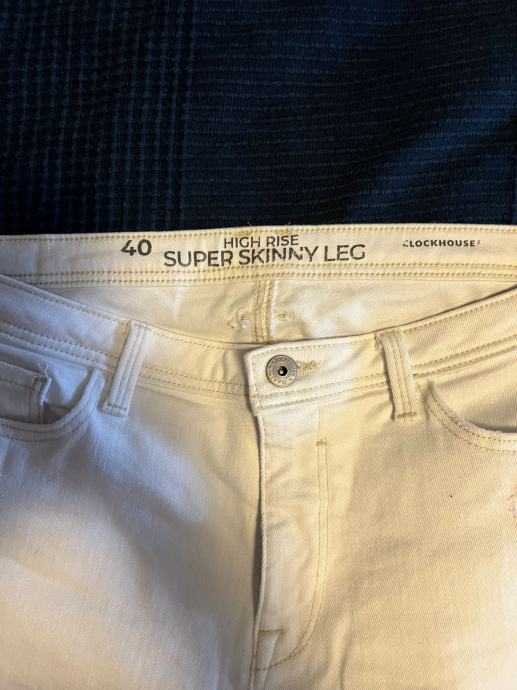 40
HIGH RISE
SUPER SKINNY LEG
CLOCKHOUSE